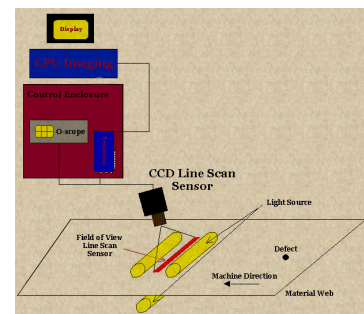 Display
CPU Imaging
Control Enclosure
O-scope
CCD Line Scan
Sensor
Light Source
Field of View
Line Scan
Sensor
Defect
Machine Direction
Material Web